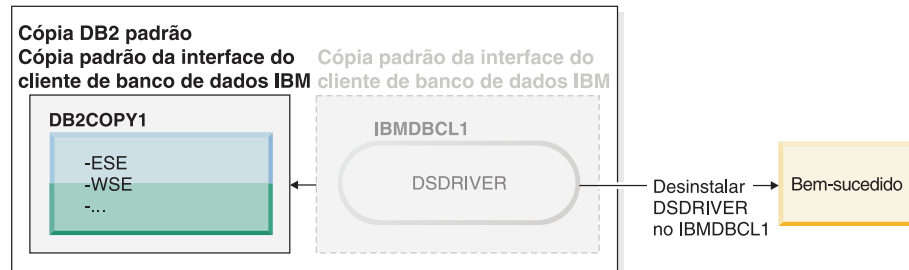 Cópia DB2 padrão
Cópia padrão da interface do
cliente de banco de dados IBM
Cópia padrão da interface do
cliente de banco de dados IBM
DB2COPY1
-ESE
-WSE
-...
IBMDBCL1
DSDRIVER
Desinstalar
DSDRIVER
no IBMDBCL1
Bem-sucedido